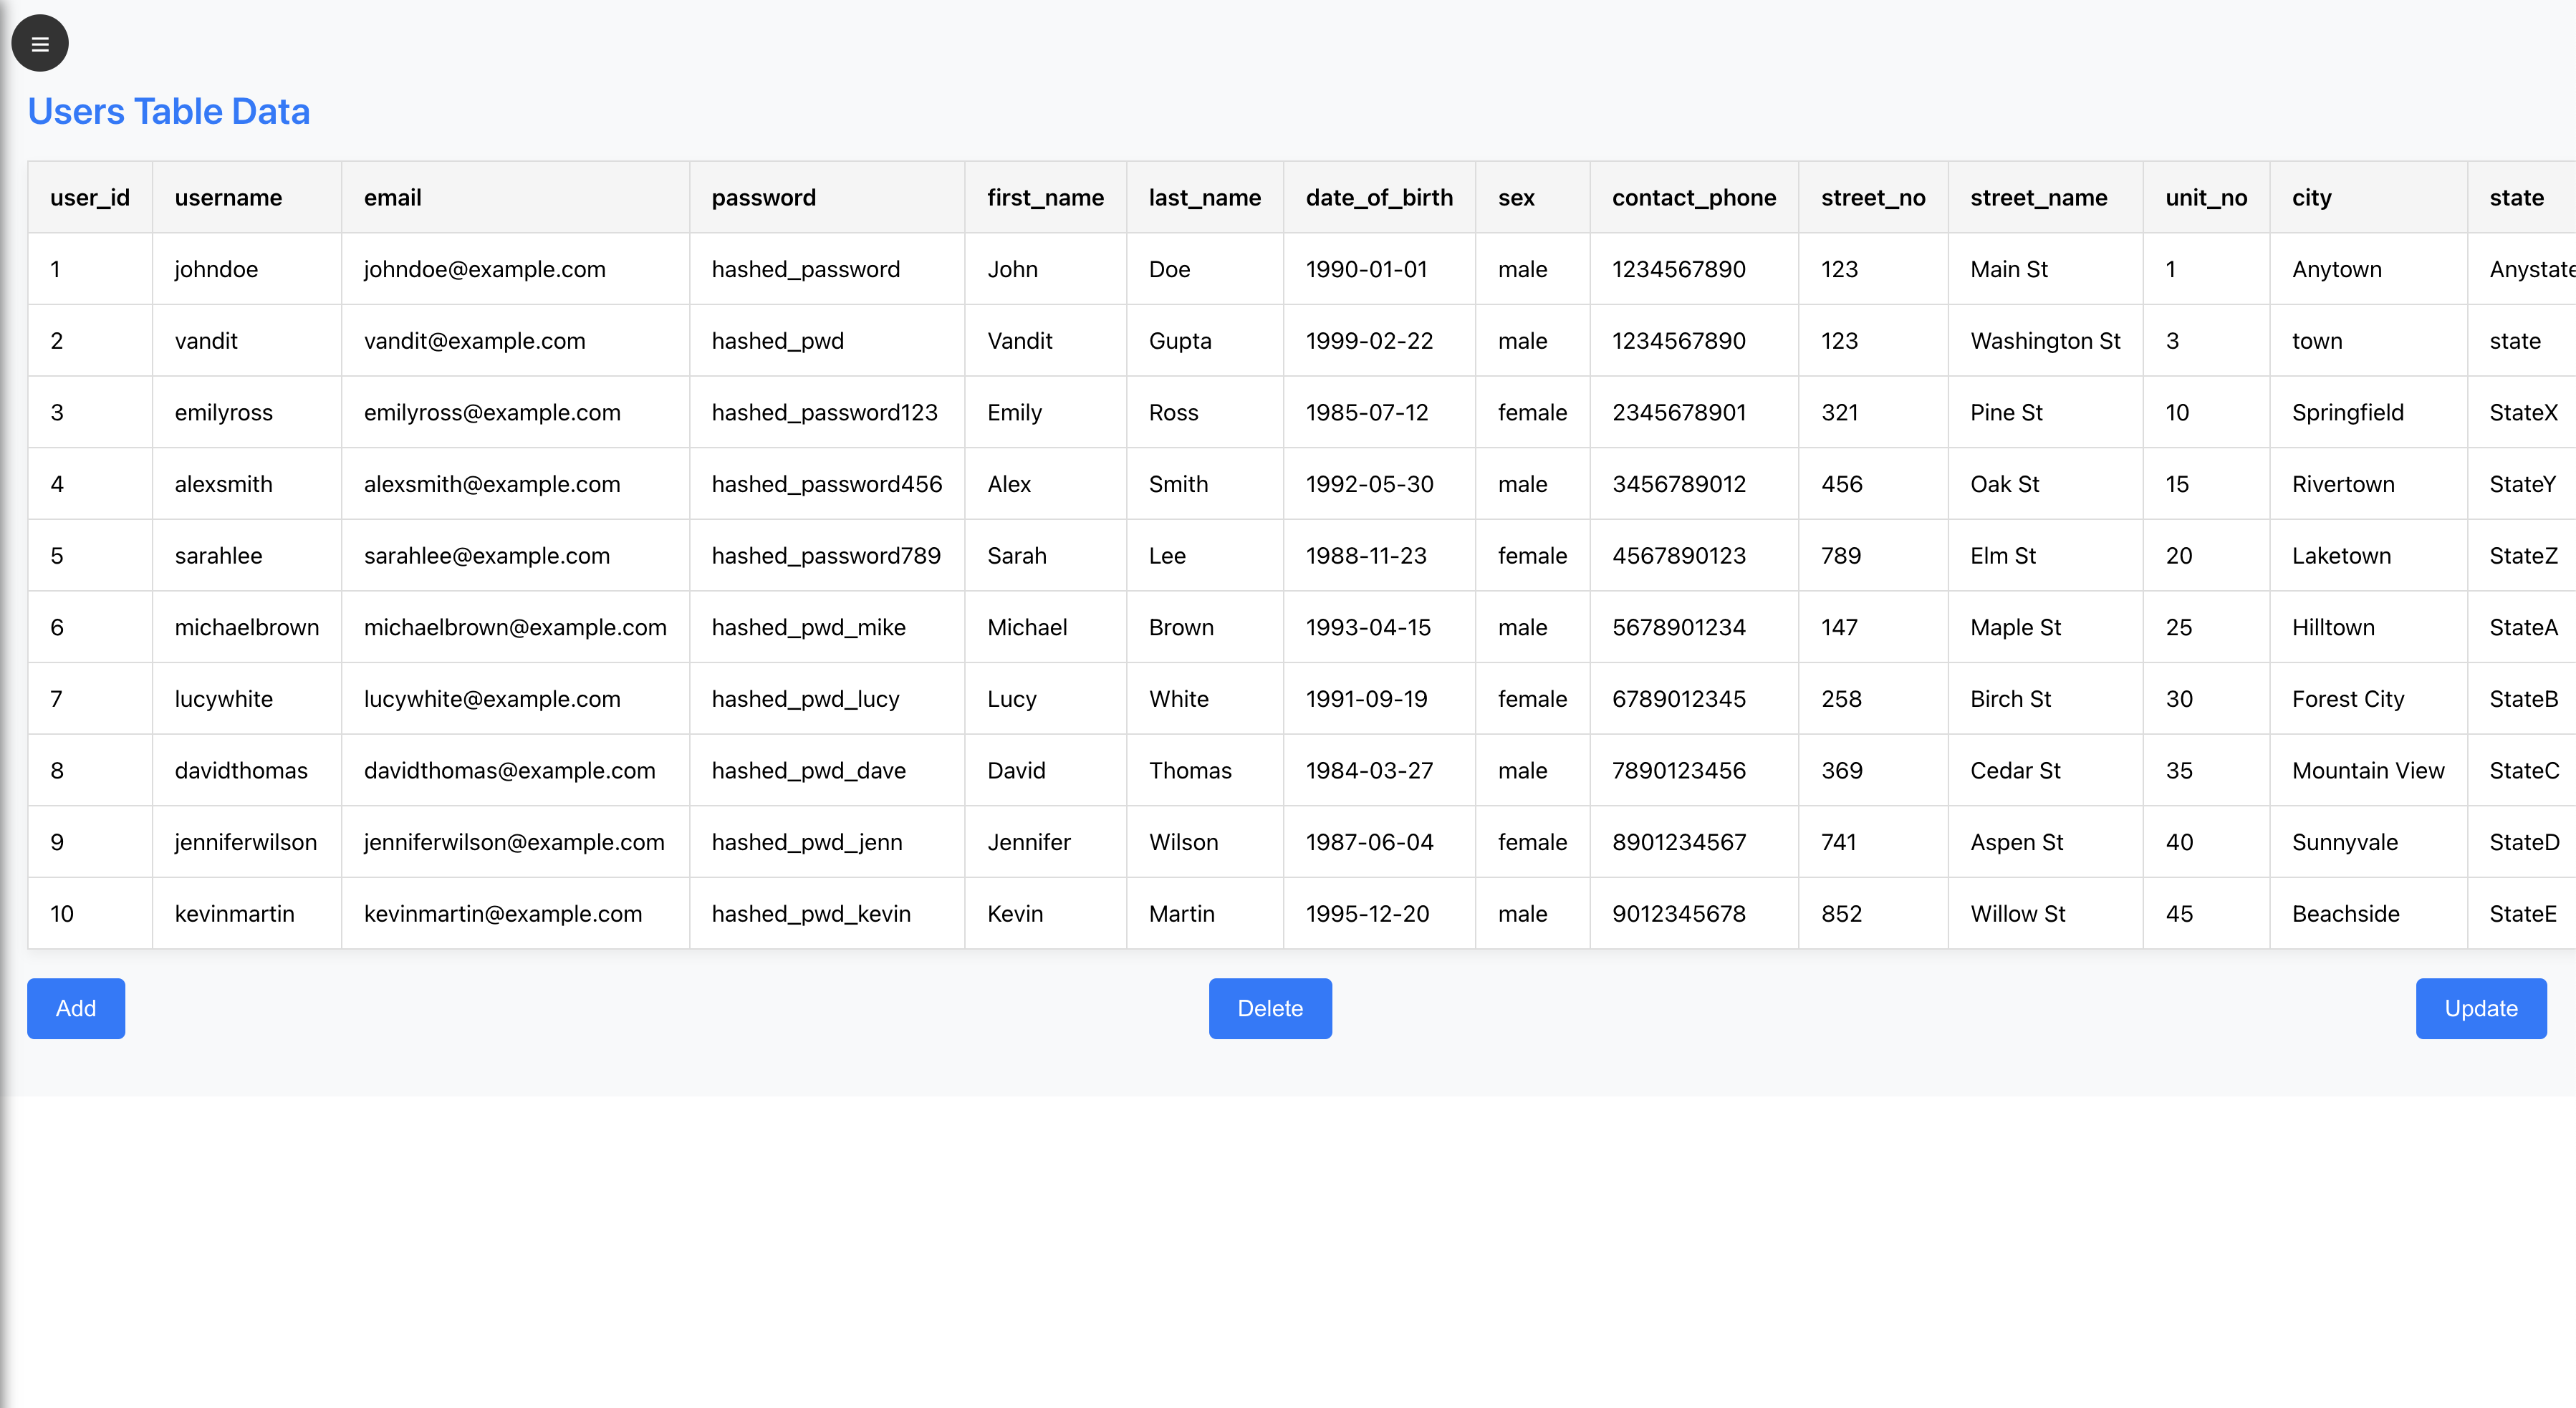 Users Table Data
user_id username email password first_name last_name date_of_birth sex contact_phone street_no street_name unit_no city state
1 johndoe johndoe@example.com hashed_password John Doe 1990-01-01 male 1234567890 123 Main St 1 Anytown Anystate
2 vandit vandit@example.com hashed_pwd Vandit Gupta 1999-02-22 male 1234567890 123 Washington St 3 town state
3 emilyross emilyross@example.com hashed_password123 Emily Ross 1985-07-12 female 2345678901 321 Pine St 10 Springfield StateX
4 alexsmith alexsmith@example.com hashed_password456 Alex Smith 1992-05-30 male 3456789012 456 Oak St 15 Rivertown StateY
5 sarahlee sarahlee@example.com hashed_password789 Sarah Lee 1988-11-23 female 4567890123 789 Elm St 20 Laketown StateZ
6 michaelbrown michaelbrown@example.com hashed_pwd_mike Michael Brown 1993-04-15 male 5678901234 147 Maple St 25 Hilltown StateA
7 lucywhite lucywhite@example.com hashed_pwd_lucy Lucy White 1991-09-19 female 6789012345 258 Birch St 30 Forest City StateB
8 davidthomas davidthomas@example.com hashed_pwd_dave David Thomas 1984-03-27 male 7890123456 369 Cedar St 35 Mountain View StateC
9 jenniferwilson jenniferwilson@example.com hashed_pwd_jenn Jennifer Wilson 1987-06-04 female 8901234567 741 Aspen St 40 Sunnyvale StateD
10 kevinmartin kevinmartin@example.com hashed_pwd_kevin Kevin Martin 1995-12-20 male 9012345678 852 Willow St 45 Beachside StateE
Add Delete Update